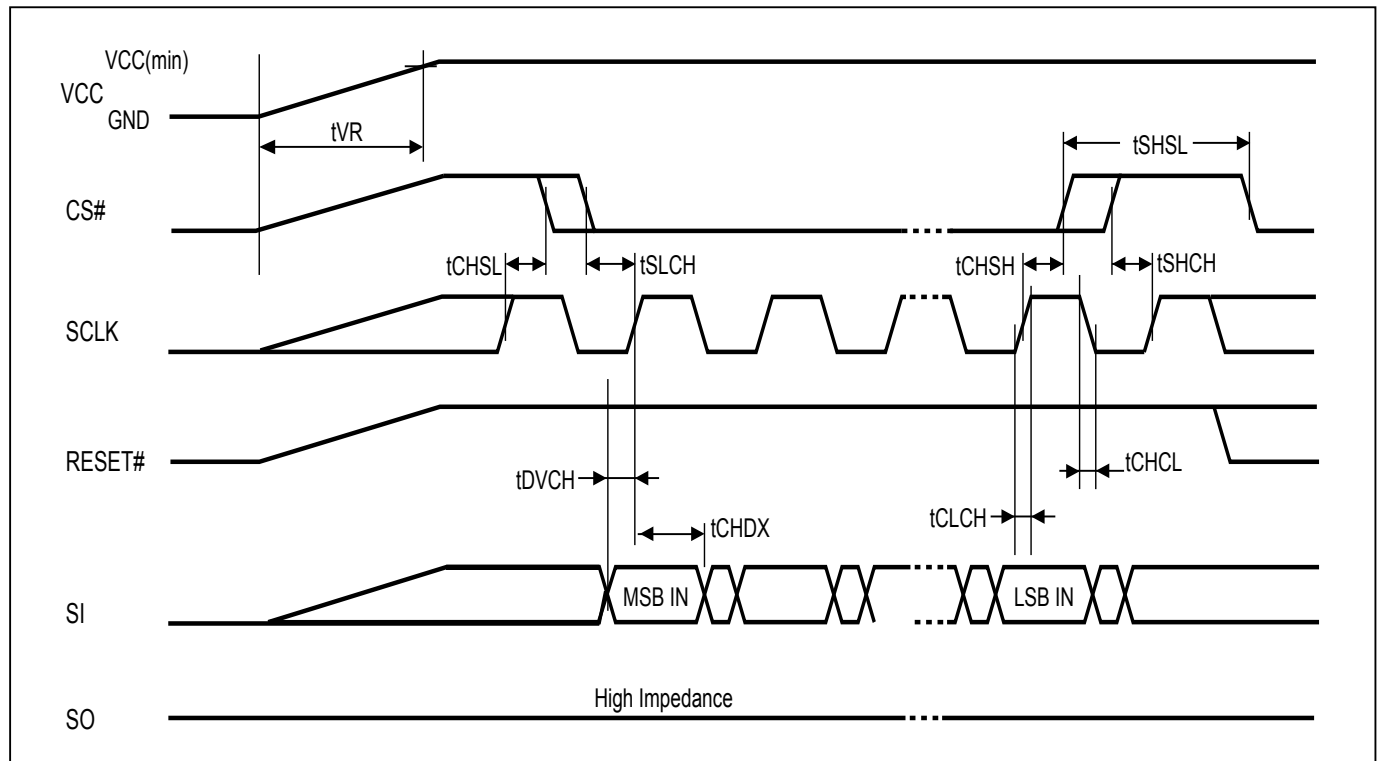 VCC(min)
VCC
GND
tVR
tSHSL
CS#
tCHSL
tSLCH
tCHSH
tSHCH
SCLK
RESET#
tDVCH
tCHCL
tCLCH
tCHDX
SI
MSB IN
LSB IN
High Impedance
SO